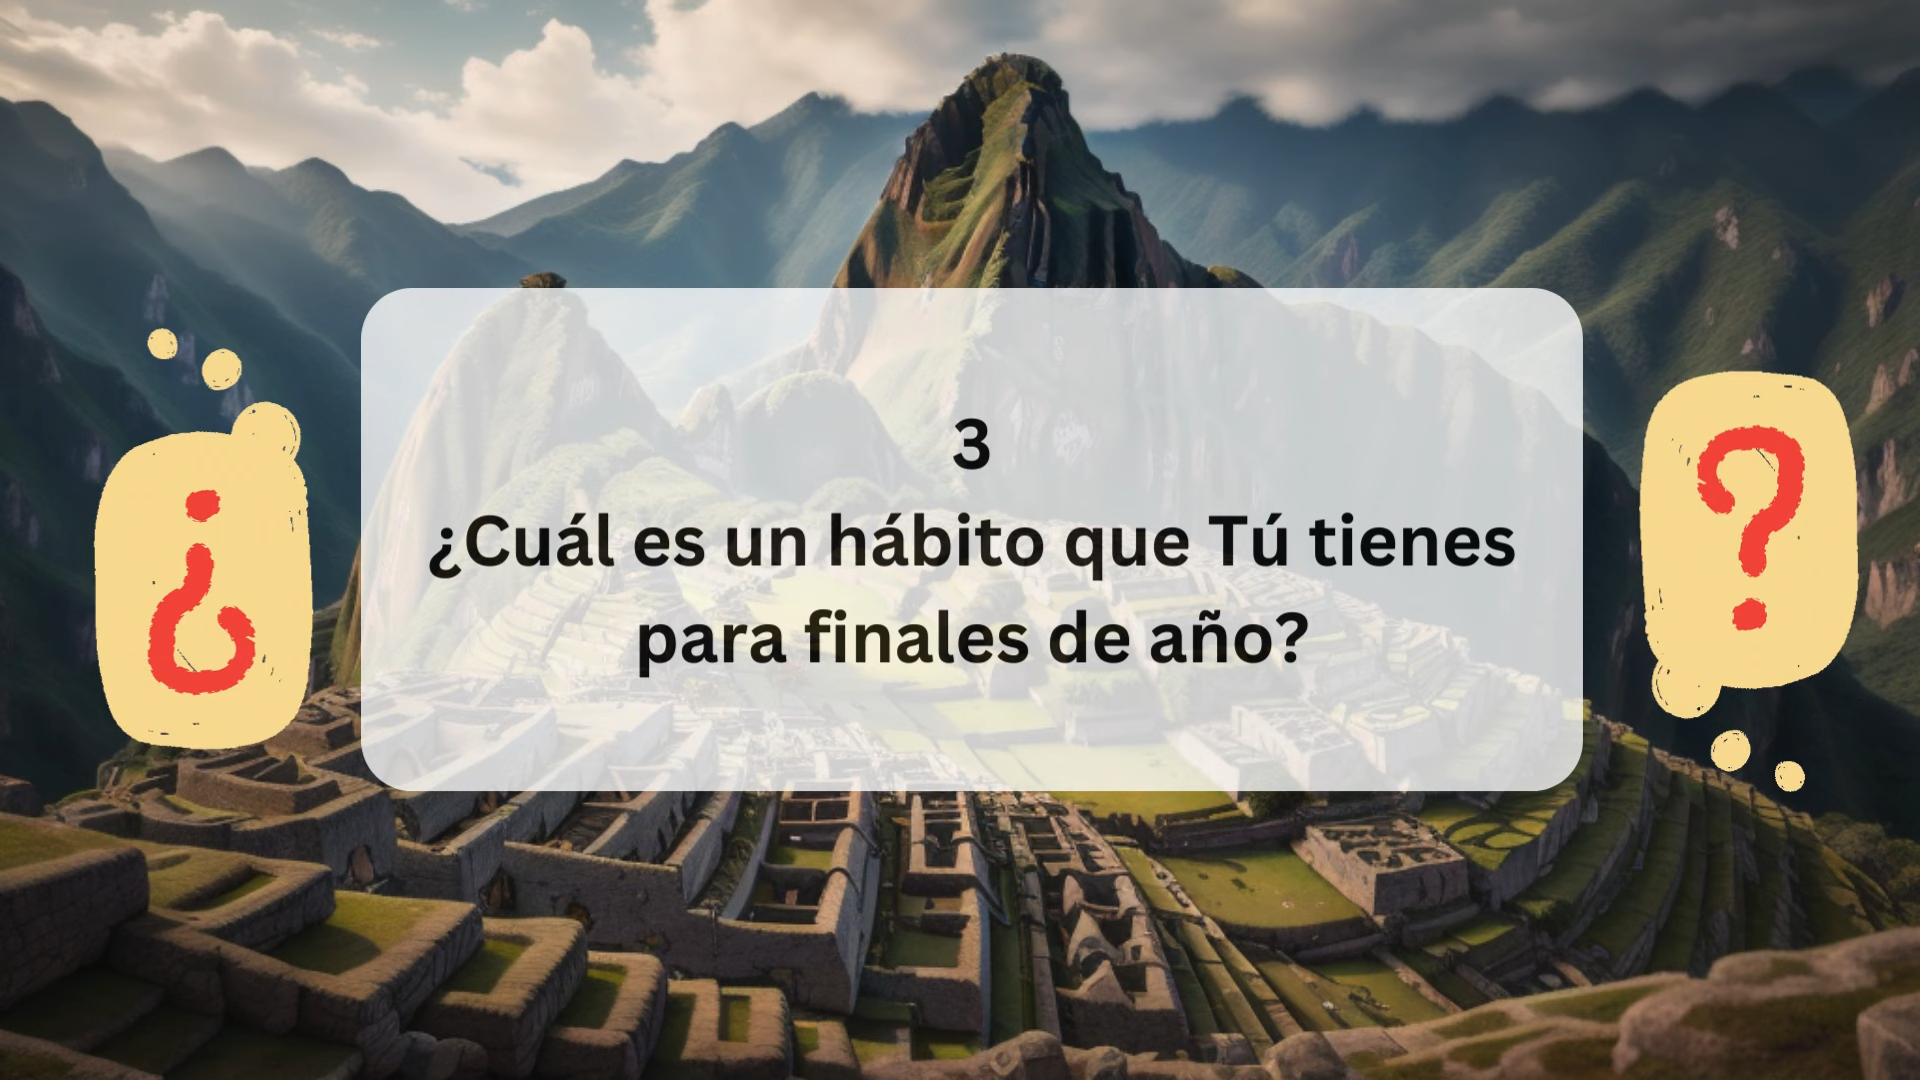 3
¿Cuál es un hábito que Tú tienes
para finales de año?
¿
?